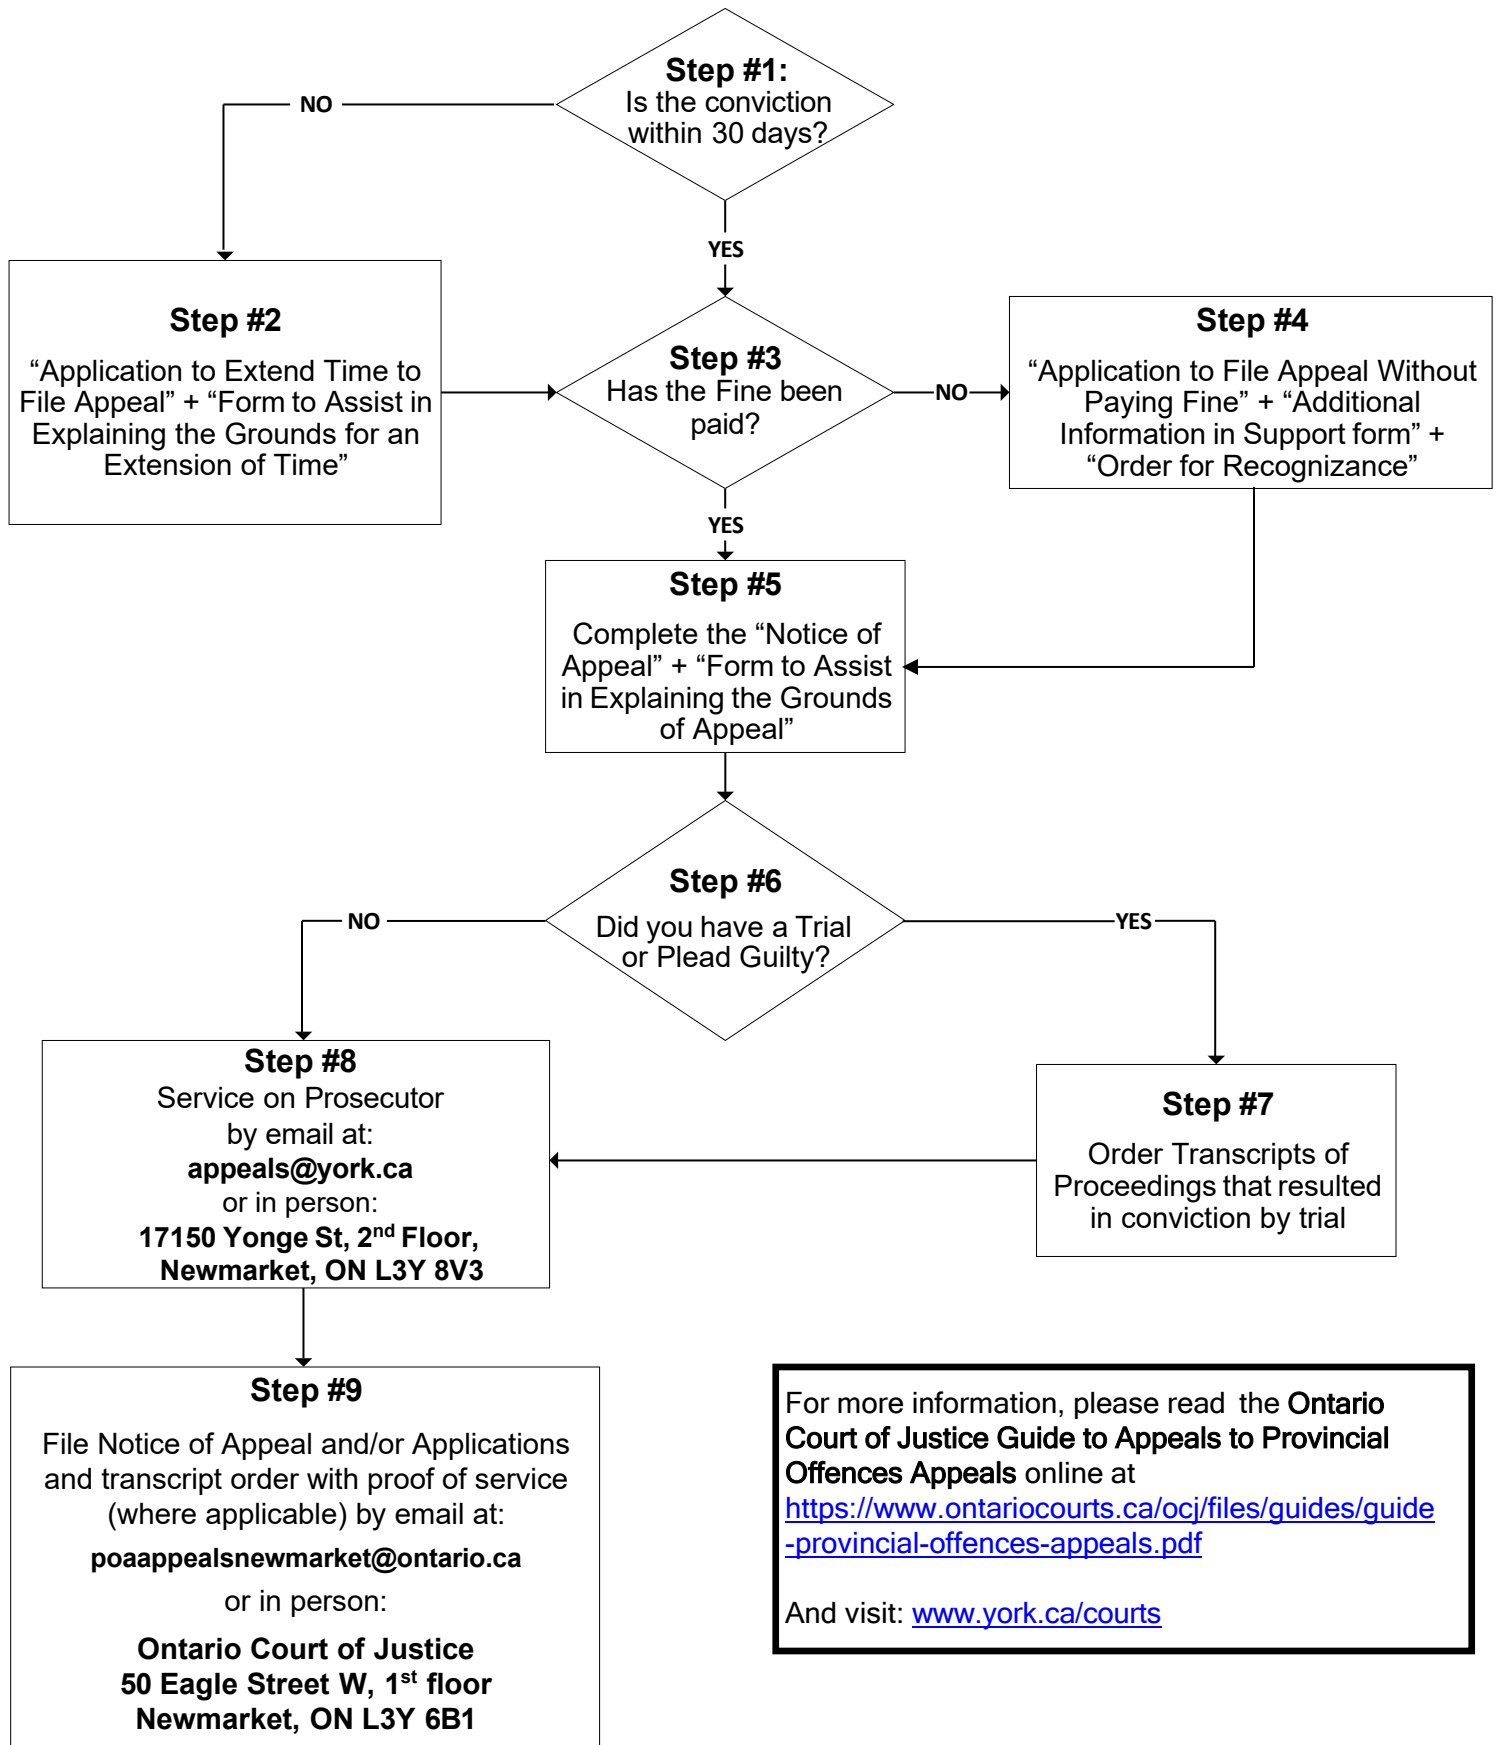 Step #1:
Is the conviction
within 30 days?
NO
YES
Step #2
“Application to Extend Time to
File Appeal” + “Form to Assist in
Explaining the Grounds for an
Extension of Time”
Step #3
Has the Fine been
paid?
NO
Step #4
“Application to File Appeal Without
Paying Fine” + “Additional
Information in Support form” +
“Order for Recognizance”
YES
Step #5
Complete the “Notice of
Appeal” + “Form to Assist
in Explaining the Grounds
of Appeal”
Step #6
Did you have a Trial
or Plead Guilty?
NO
YES
Step #8
Service on Prosecutor
by email at:
appeals@york.ca
or in person:
17150 Yonge St, 2nd Floor,
Newmarket, ON L3Y 8V3
Step #7
Order Transcripts of
Proceedings that resulted
in conviction by trial
Step #9
File Notice of Appeal and/or Applications
and transcript order with proof of service
(where applicable) by email at:
poaappealsnewmarket@ontario.ca
or in person:
Ontario Court of Justice
50 Eagle Street W, 1st floor
Newmarket, ON L3Y 6B1
For more information, please read the Ontario
Court of Justice Guide to Appeals to Provincial
Offences Appeals online at
https://www.ontariocourts.ca/ocj/files/guides/guide
-provincial-offences-appeals.pdf
And visit: www.york.ca/courts